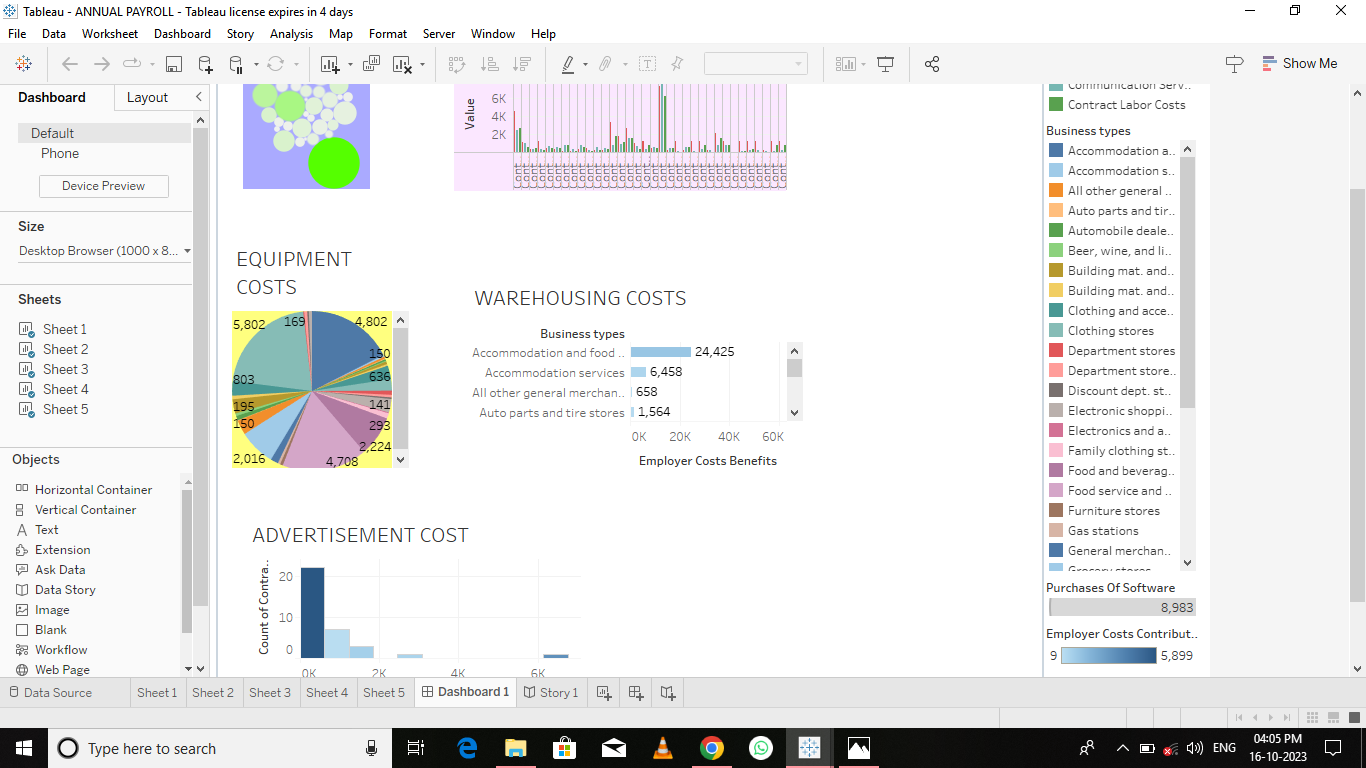 Tableau - ANNUAL PAYROLL - Tableau license expires in 4 days
File Data Worksheet Dashboard Story Analysis Map Format Server Window Help
Show Me
Dashboard Layout
Default
Phone
Device Preview
Size
Desktop Browser (1000 x 8...
Sheets
Sheet 1
Sheet 2
Sheet 3
Sheet 4
Sheet 5
Objects
Horizontal Container
Vertical Container
Text
Extension
Ask Data
Data Story
Image
Blank
Workflow
Web Page
Value
6K
4K
2K
EQUIPMENT
COSTS
5,802
169
4,802
150
636
141
293
2,224
4,708
2,016
150
195
803
WAREHOUSING COSTS
Business types
Accommodation and food .. 24,425
Accommodation services 6,458
All other general merchan.. 658
Auto parts and tire stores 1,564
0K 20K 40K 60K
Employer Costs Benefits
ADVERTISEMENT COST
Count of Contra..
20
10
0
0K 2K 4K 6K
Communication Serv..
Contract Labor Costs
Business types
Accommodation a..
Accommodation s..
All other general ..
Auto parts and tir..
Automobile deale..
Beer, wine, and li..
Building mat. and..
Building mat. and..
Clothing and acce..
Clothing stores
Department stores
Department store..
Discount dept. st..
Electronic shoppi..
Electronics and a..
Family clothing st..
Food and beverag..
Food service and ..
Furniture stores
Gas stations
General merchan..
Grocery stores
Purchases Of Software
8,983
Employer Costs Contribut..
9 5,899
Data Source Sheet 1 Sheet 2 Sheet 3 Sheet 4 Sheet 5 Dashboard 1 Story 1
Type here to search
ENG
04:05 PM
16-10-2023